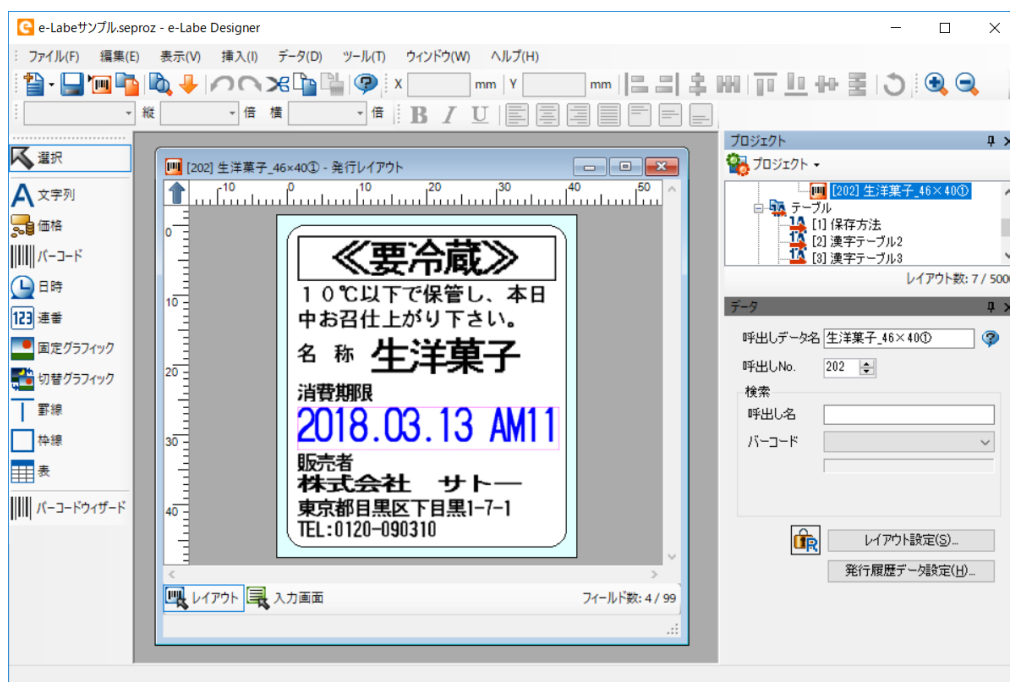 e-Labeサンプル.seproz - e-Labe Designer
ファイル(F) 編集(E) 表示(V) 挿入(I) データ(D) ツール(T) ウィンドウ(W) ヘルプ(H)
X mm Y mm
縦 倍 横 倍 B I U
選択
文字列
価格
バーコード
日時
123 連番
固定グラフィック
切替グラフィック
罫線
枠線
表
バーコードウィザード
[202] 生洋菓子_46×40① - 発行レイアウト
10 0 10 20 30 40 50
0
10
20
30
40
≪要冷蔵≫
10℃以下で保管し、本日
中お召仕上がり下さい。
名 称 生洋菓子
消費期限
2018.03.13 AM11
販売者
株式会社 サトー
東京都目黒区下目黒1-7-1
TEL:0120-090310
レイアウト 入力画面 フィールド数: 4 / 99
プロジェクト
プロジェクト
[202] 生洋菓子_46×40①
テーブル
[1] 保存方法
[2] 漢字テーブル2
[3] 漢字テーブル3
レイアウト数: 7 / 500
データ
呼出しデータ名 生洋菓子_46×40①
呼出しNo. 202
検索
呼出し名
バーコード
レイアウト設定(S)...
発行履歴データ設定(H)...